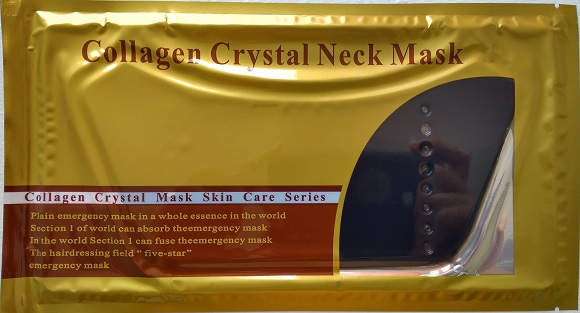 Collagen Crystal Neck Mask
Collagen Crystal Mask Skin Care Series
Plain emergency mask in a whole essence in the world
Section 1 of world can absorb theemergency mask
In the world Section 1 can fuse theemergency mask
The hairdressing field " five-star"
emergency mask